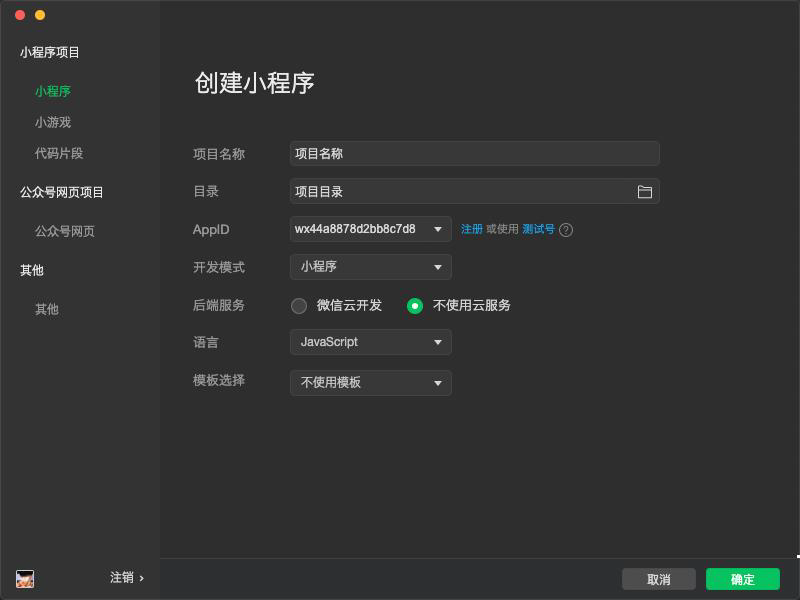 小程序项目
小程序
小游戏
代码片段
公众号网页项目
公众号网页
其他
其他
注销 ›
创建小程序
项目名称 项目名称
目录 项目目录
AppID wx44a8878d2bb8c7d8 注册 或使用 测试号 ?
开发模式 小程序
后端服务 微信云开发 不使用云服务
语言 JavaScript
模板选择 不使用模板
取消 确定